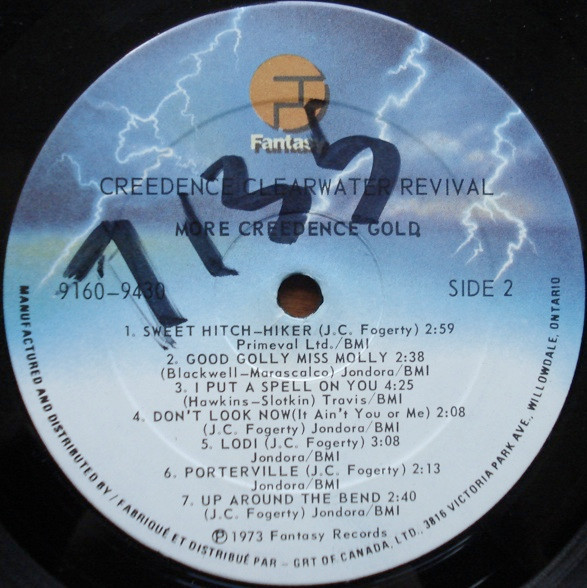 Fantasy
CREEDENCE CLEARWATER REVIVAL
MORE CREEDENCE GOLD
9160-9430
SIDE 2
1. SWEET HITCH-HIKER (J.C. Fogerty) 2:59
Primeval Ltd./BMI
2. GOOD GOLLY MISS MOLLY 2:38
(Blackwell-Marascalco) Jondora/BMI
3. I PUT A SPELL ON YOU 4:25
(Hawkins-Slotkin) Travis/BMI
4. DON'T LOOK NOW(It Ain't You or Me) 2:08
(J.C. Fogerty) Jondora/BMI
5. LODI (J.C. Fogerty) 3:08
Jondora/BMI
6. PORTERVILLE (J.C. Fogerty) 2:13
Jondora/BMI
7. UP AROUND THE BEND 2:40
(J.C. Fogerty) Jondora/BMI
℗1973 Fantasy Records
MANUFACTURED AND DISTRIBUTED BY / FABRIQUÉ ET DISTRIBUÉ PAR - GRT OF CANADA, LTD., 3816 VICTORIA PARK AVE., WILLOWDALE, ONTARIO